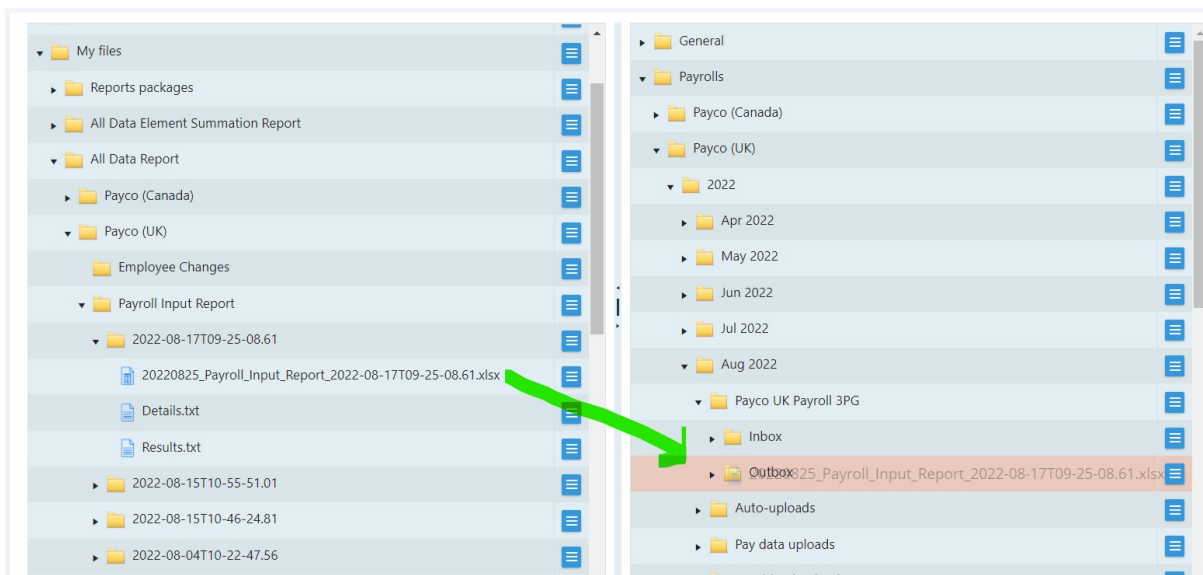 My files
Reports packages
All Data Element Summation Report
All Data Report
Payco (Canada)
Payco (UK)
Employee Changes
Payroll Input Report
2022-08-17T09-25-08.61
20220825_Payroll_Input_Report_2022-08-17T09-25-08.61.xlsx
Details.txt
Results.txt
2022-08-15T10-55-51.01
2022-08-15T10-46-24.81
2022-08-04T10-22-47.56
General
Payrolls
Payco (Canada)
Payco (UK)
2022
Apr 2022
May 2022
Jun 2022
Jul 2022
Aug 2022
Payco UK Payroll 3PG
Inbox
Outbox
20220825_Payroll_Input_Report_2022-08-17T09-25-08.61.xlsx
Auto-uploads
Pay data uploads